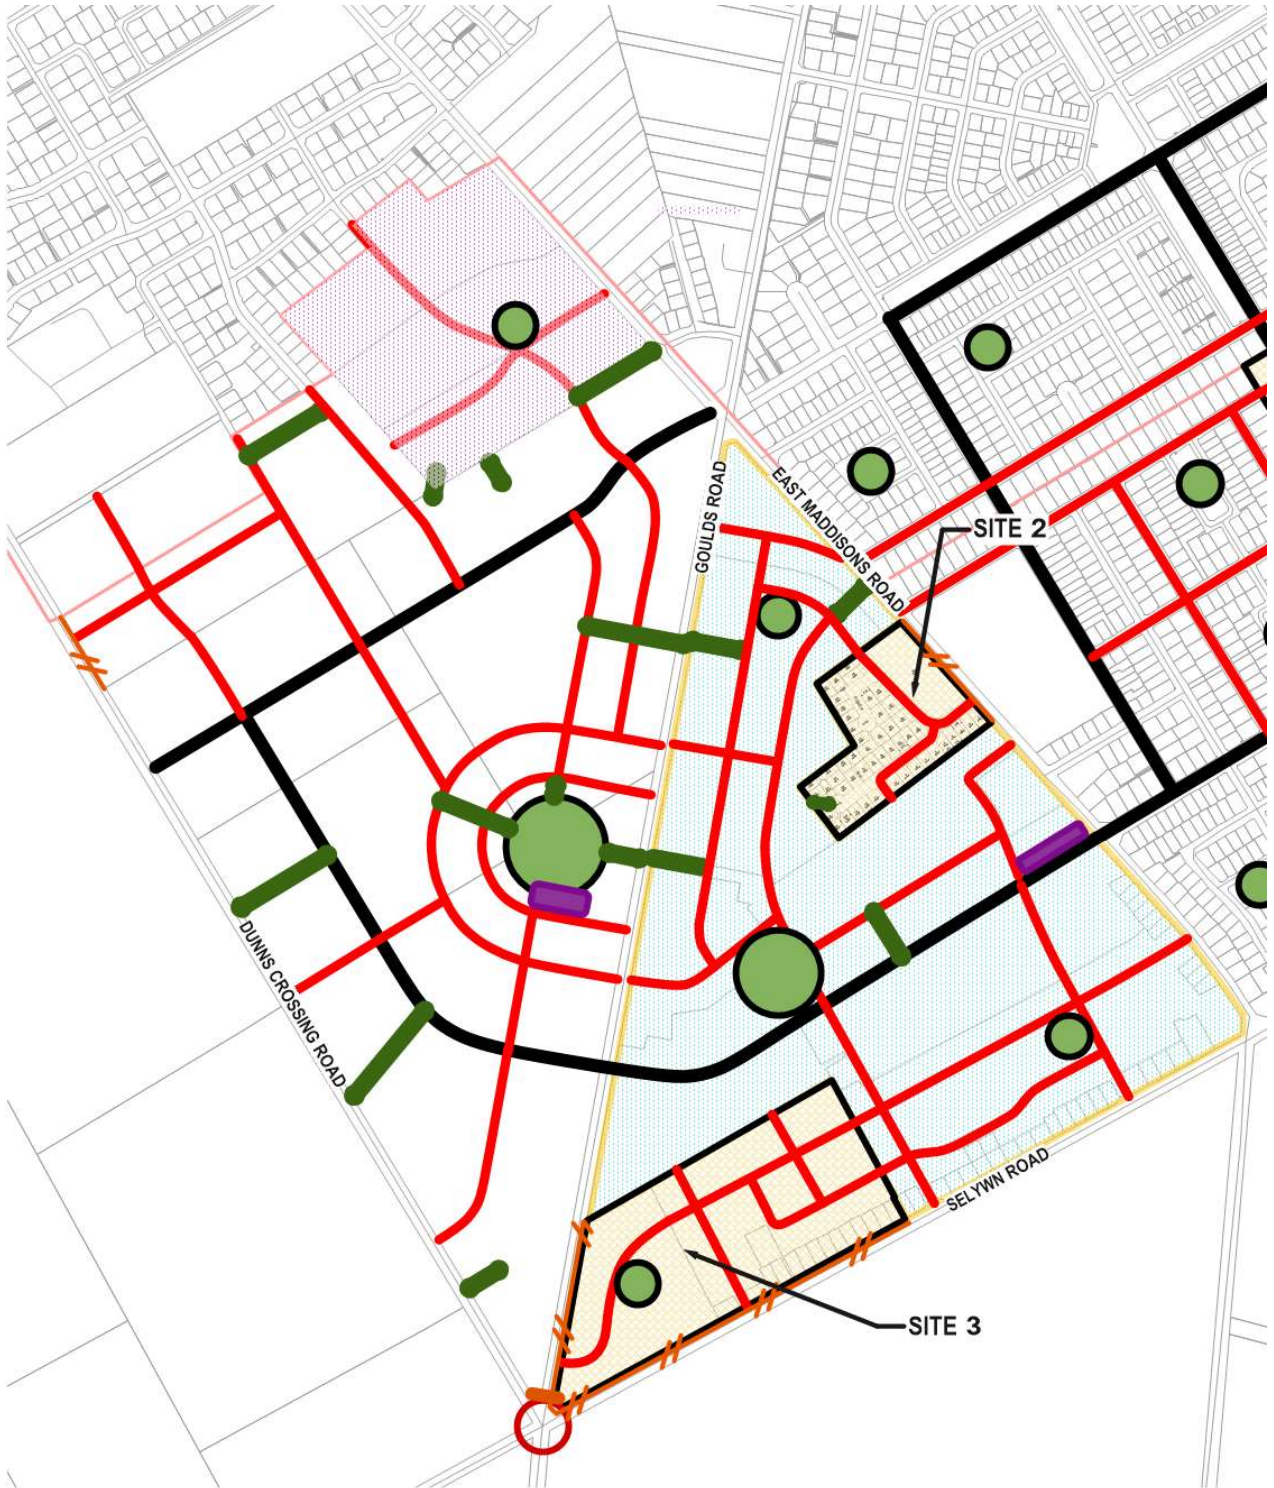 GOULDS ROAD
EAST MADDISONS ROAD
SITE 2
DUNNS CROSSING ROAD
SELYWN ROAD
SITE 3